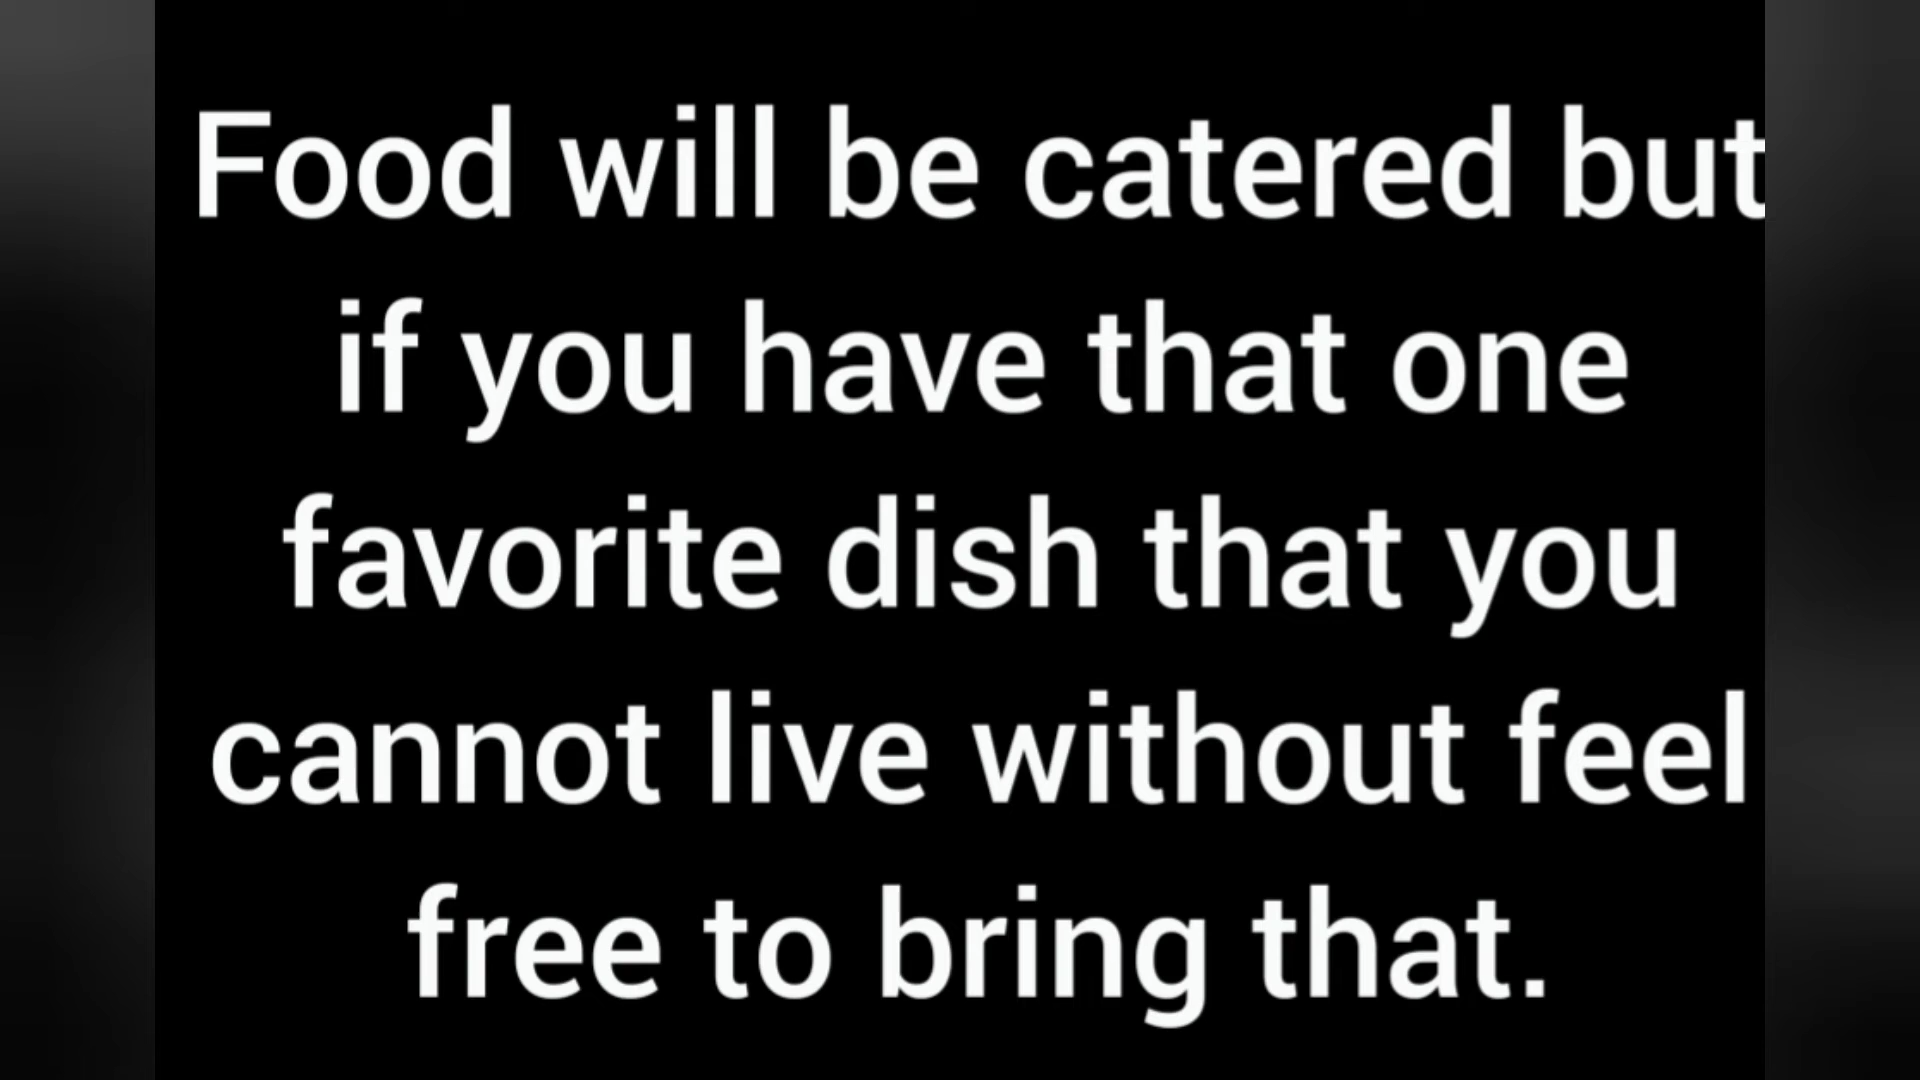 Food will be catered but
if you have that one
favorite dish that you
cannot live without feel
free to bring that.